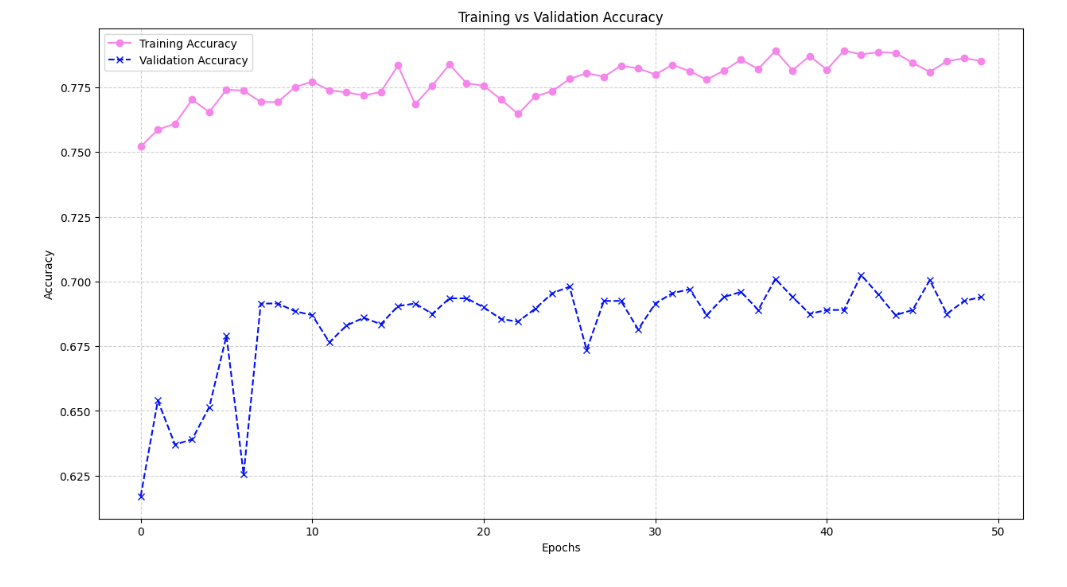 Training vs Validation Accuracy
Training Accuracy
Validation Accuracy
Accuracy
0.775
0.750
0.725
0.700
0.675
0.650
0.625
0 10 20 30 40 50
Epochs